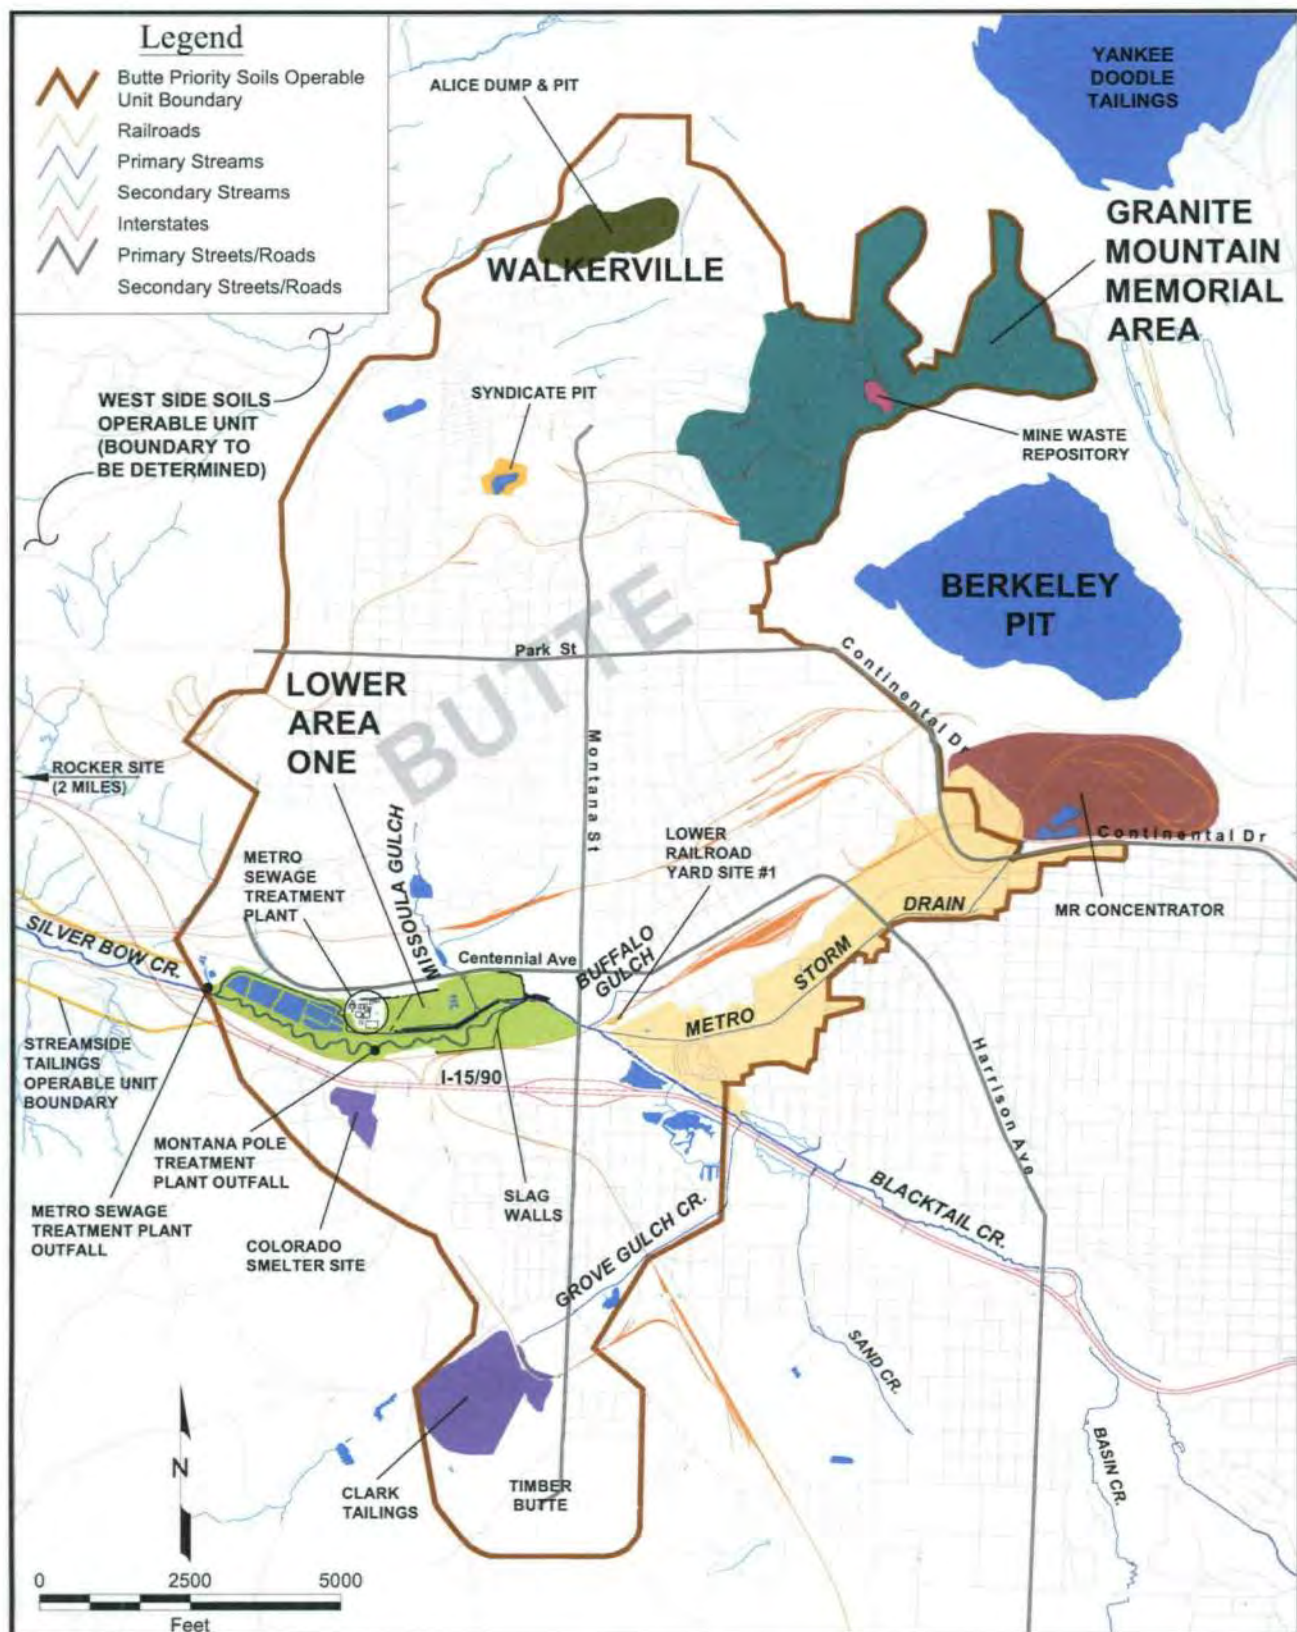 Legend
Butte Priority Soils Operable
Unit Boundary
Railroads
Primary Streams
Secondary Streams
Interstates
Primary Streets/Roads
Secondary Streets/Roads
ALICE DUMP & PIT
YANKEE
DOODLE
TAILINGS
GRANITE
MOUNTAIN
MEMORIAL
AREA
WALKERVILLE
WEST SIDE SOILS
OPERABLE UNIT
(BOUNDARY TO
BE DETERMINED)
SYNDICATE PIT
MINE WASTE
REPOSITORY
BERKELEY
PIT
BUTTE
Park St
Continental Dr
LOWER
AREA
ONE
Montana St
ROCKER SITE
(2 MILES)
METRO
SEWAGE
TREATMENT
PLANT
MISSOULA GULCH
LOWER
RAILROAD
YARD SITE #1
Continental Dr
MR CONCENTRATOR
SILVER BOW CR.
Centennial Ave
BUFFALO
GULCH
METRO
STORM
DRAIN
STREAMSIDE
TAILINGS
OPERABLE UNIT
BOUNDARY
I-15/90
Harrison Ave
MONTANA POLE
TREATMENT
PLANT OUTFALL
SLAG
WALLS
METRO SEWAGE
TREATMENT PLANT
OUTFALL
COLORADO
SMELTER SITE
GROVE GULCH CR.
BLACKTAIL CR.
SAND CR.
BASIN CR.
N
CLARK
TAILINGS
TIMBER
BUTTE
0 2500 5000
Feet